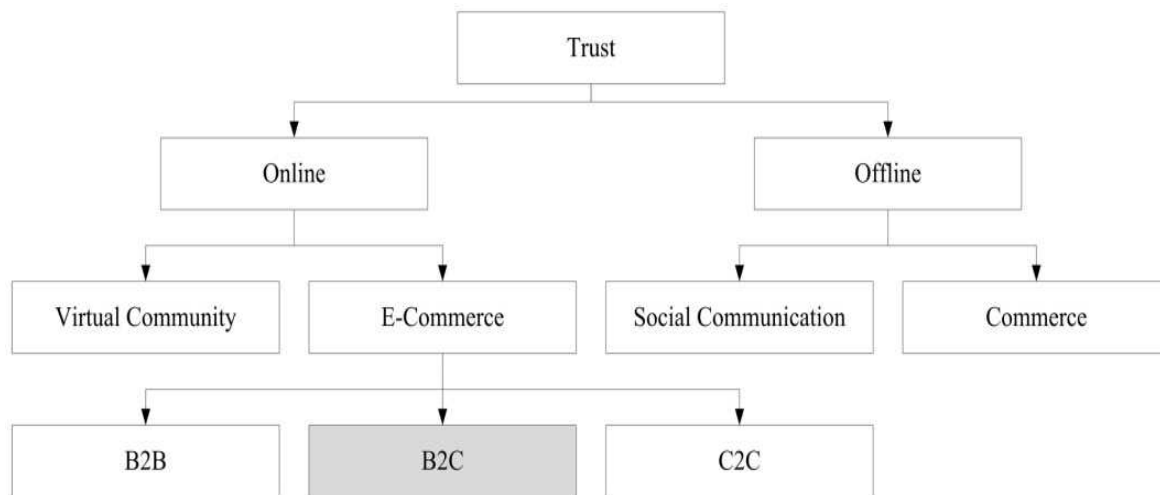 Trust
Online
Offline
Virtual Community
E-Commerce
Social Communication
Commerce
B2B
B2C
C2C